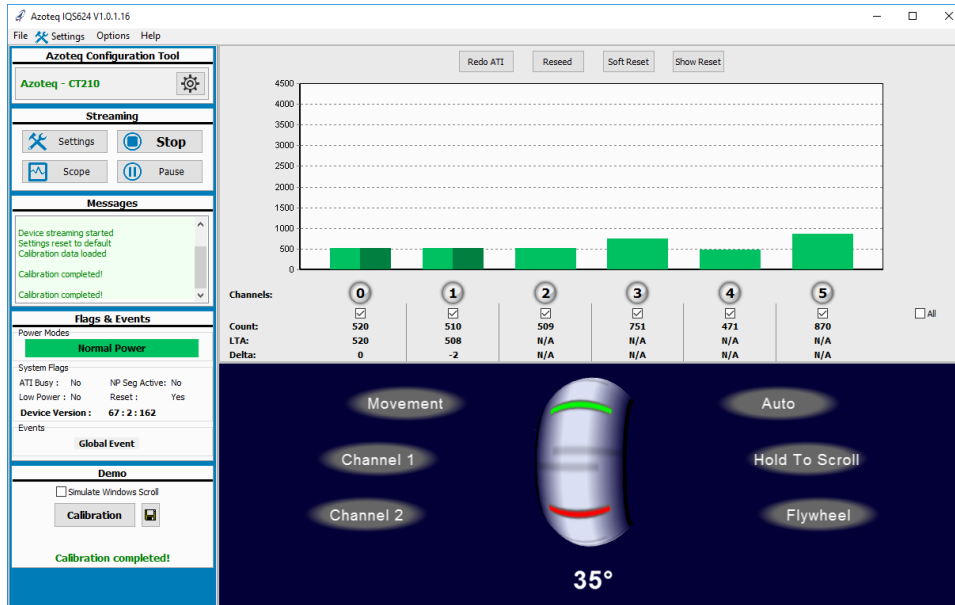 Azoteq IQS624 V1.0.1.16
File Settings Options Help
Azoteq Configuration Tool
Azoteq - CT210
Streaming
Settings Stop
Scope Pause
Messages
Device streaming started
Settings reset to default
Calibration data loaded
Calibration completed!
Calibration completed!
Flags & Events
Power Modes
Normal Power
System Flags
ATI Busy : No NP Seg Active: No
Low Power : No Reset : Yes
Device Version : 67 : 2 : 162
Events
Global Event
Demo
Simulate Windows Scroll
Calibration
Calibration completed!
Redo ATI Reseed Soft Reset Show Reset
4500
4000
3500
3000
2500
2000
1500
1000
500
0
Channels: 0 1 2 3 4 5
All
Count: 520 510 509 751 471 870
LTA: 520 508 N/A N/A N/A N/A
Delta: 0 -2 N/A N/A N/A N/A
Movement Auto
Channel 1 Hold To Scroll
Channel 2 Flywheel
35°